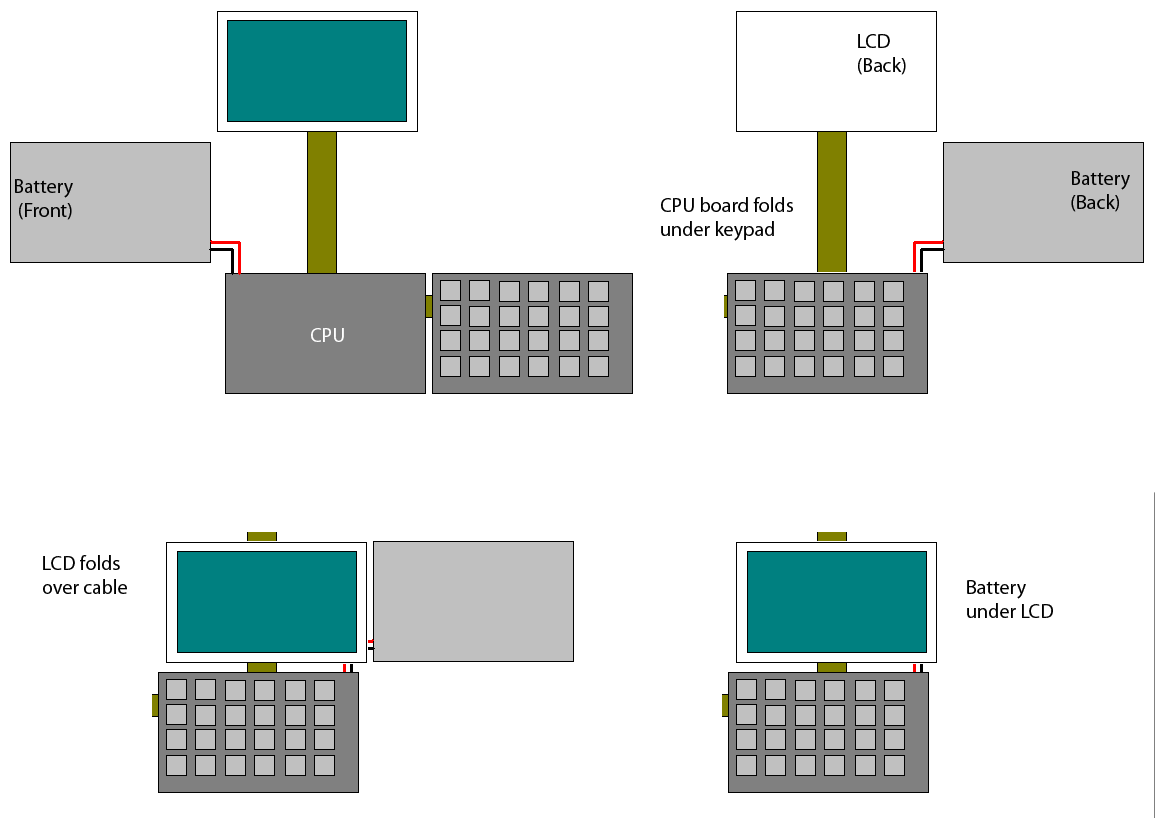 LCD
(Back)
Battery
(Front)
Battery
(Back)
CPU board folds
under keypad
CPU
LCD folds
over cable
Battery
under LCD